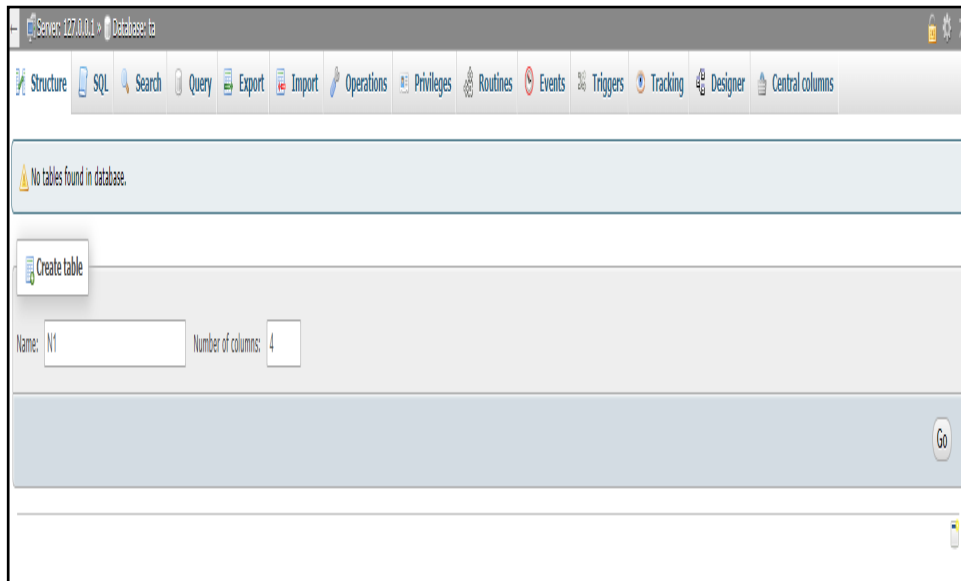 Server: 127.0.0.1 » Database: ta
Structure SQL Search Query Export Import Operations Privileges Routines Events Triggers Tracking Designer Central columns
No tables found in database.
Create table
Name: N1 Number of columns: 4
Go